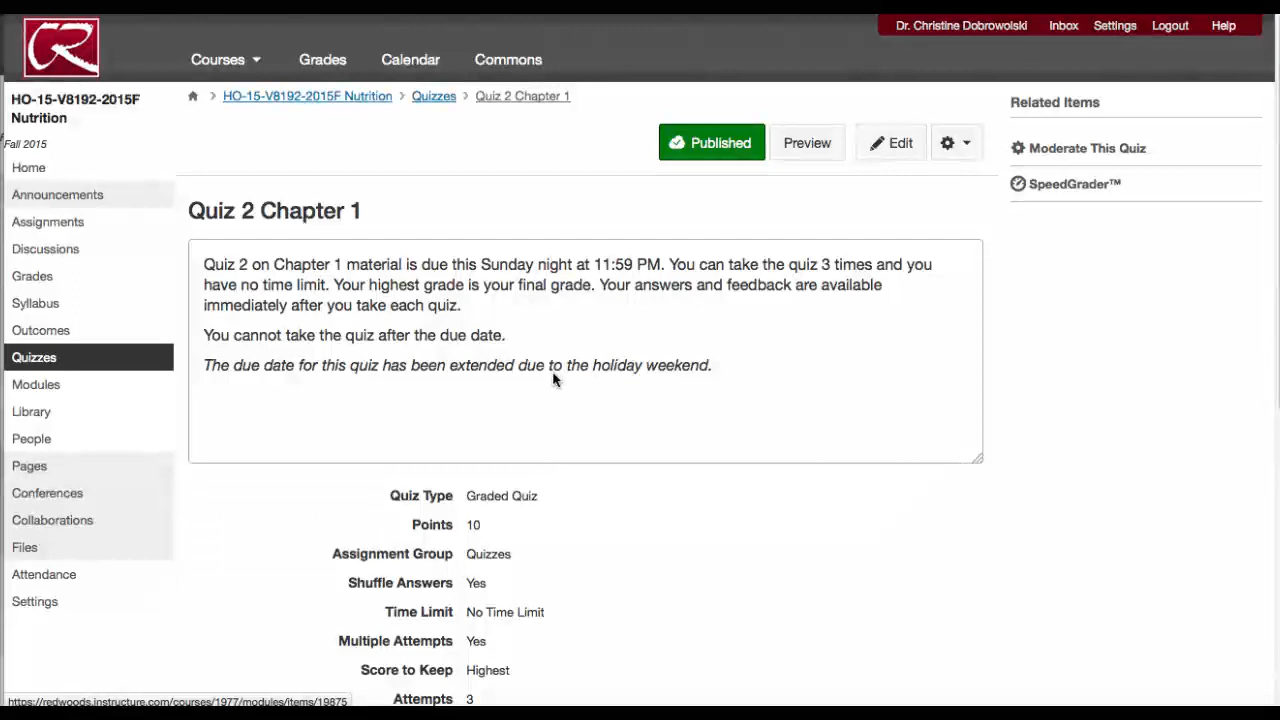 Dr. Christine Dobrowolski Inbox Settings Logout Help
CR
Courses Grades Calendar Commons
HO-15-V8192-2015F
Nutrition
Fall 2015
Home
Announcements
Assignments
Discussions
Grades
Syllabus
Outcomes
Quizzes
Modules
Library
People
Pages
Conferences
Collaborations
Files
Attendance
Settings
HO-15-V8192-2015F Nutrition > Quizzes > Quiz 2 Chapter 1
Published Preview Edit
Quiz 2 Chapter 1
Quiz 2 on Chapter 1 material is due this Sunday night at 11:59 PM. You can take the quiz 3 times and you
have no time limit. Your highest grade is your final grade. Your answers and feedback are available
immediately after you take each quiz.
You cannot take the quiz after the due date.
The due date for this quiz has been extended due to the holiday weekend.
Quiz Type Graded Quiz
Points 10
Assignment Group Quizzes
Shuffle Answers Yes
Time Limit No Time Limit
Multiple Attempts Yes
Score to Keep Highest
Attempts 3
Related Items
Moderate This Quiz
SpeedGrader™
https://redwoods.instructure.com/courses/1977/modules/items/19875